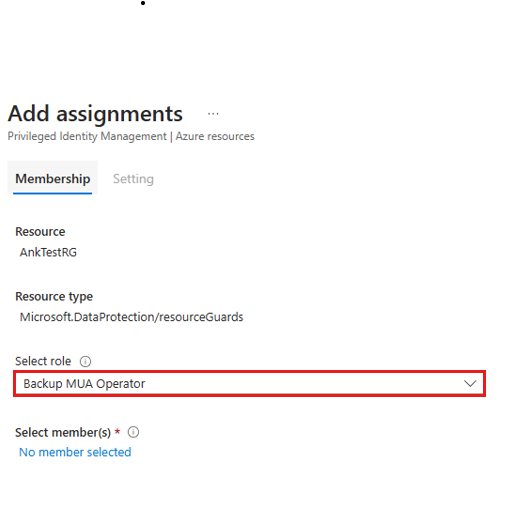 Add assignments ...
Privileged Identity Management | Azure resources
Membership Setting
Resource
AnkTestRG
Resource type
Microsoft.DataProtection/resourceGuards
Select role
Backup MUA Operator
Select member(s) *
No member selected